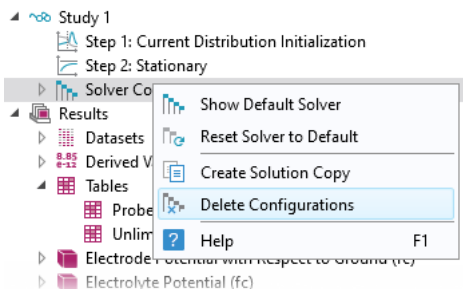 Study 1
Step 1: Current Distribution Initialization
Step 2: Stationary
Solver Co
Show Default Solver
Results
Datasets
Reset Solver to Default
8.85
e-12
Derived V
Create Solution Copy
Tables
Probe
Delete Configurations
Unlim
Help F1
Electrode Potential with Respect to Ground (fc)
Electrolyte Potential (fc)